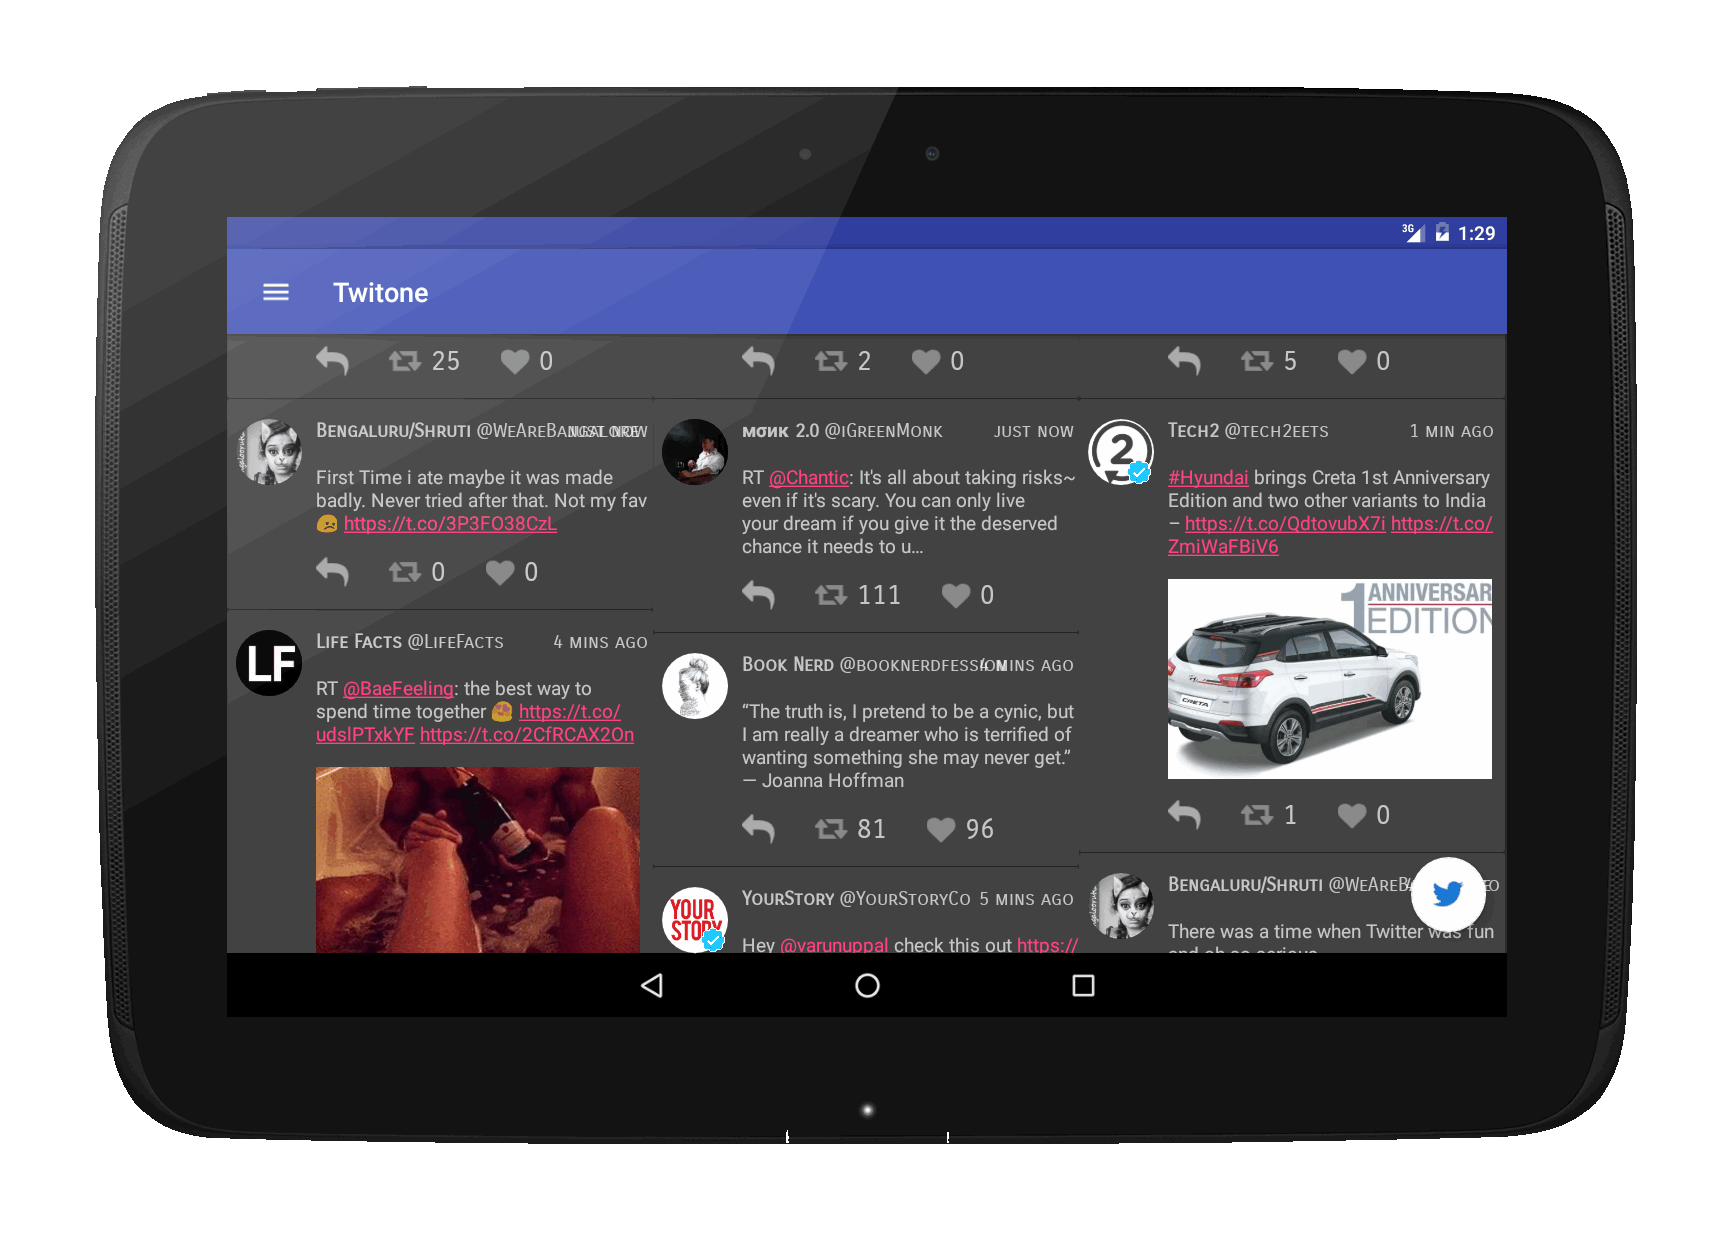 3G 1:29
Twitone
25 0
2 0
5 0
Bengaluru/Shruti @WeAreBangalore
First Time i ate maybe it was made
badly. Never tried after that. Not my fav
😞 https://t.co/3P3FO38CzL
0 0
LF
Life Facts @LifeFacts 4 mins ago
RT @BaeFeeling: the best way to
spend time together 😍 https://t.co/
udslPTxkYF https://t.co/2CfRCAX2On
мσηк 2.0 @iGreenMonk just now
RT @Chantic: It's all about taking risks~
even if it's scary. You can only live
your dream if you give it the deserved
chance it needs to u…
111 0
Book Nerd @booknerdfession 4 mins ago
“The truth is, I pretend to be a cynic, but
I am really a dreamer who is terrified of
wanting something she may never get.”
— Joanna Hoffman
81 96
YOUR
STORY
YourStory @YourStoryCo 5 mins ago
Hey @varunuppal check this out https://
2
Tech2 @tech2eets 1 min ago
#Hyundai brings Creta 1st Anniversary
Edition and two other variants to India
– https://t.co/QdtovubX7i https://t.co/
ZmiWaFBiV6
1 ANNIVERSAR
EDITION
CRETA
1 0
Bengaluru/Shruti
There was a time when Twitter was fun